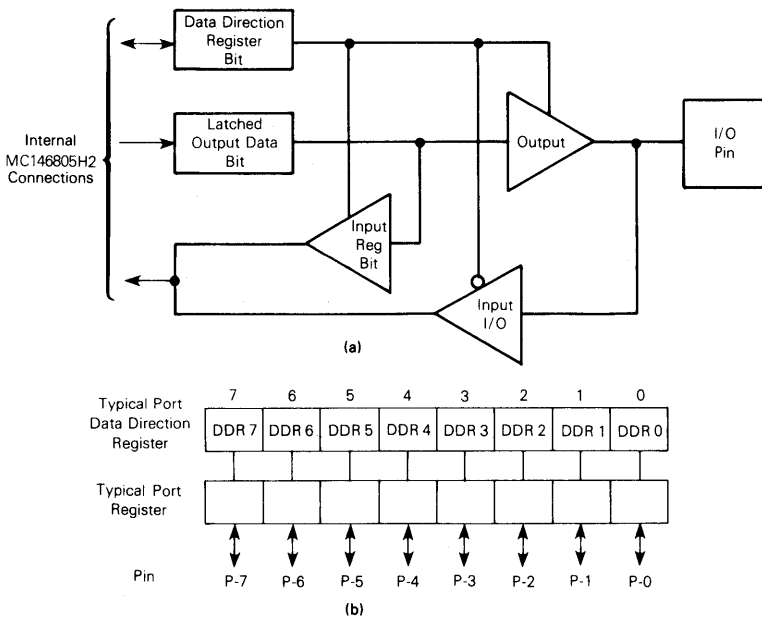 Data Direction
Register
Bit
Latched
Output Data
Bit
Internal
MC146805H2
Connections
Output
I/O
Pin
Input
Reg
Bit
Input
I/O
(a)
7 6 5 4 3 2 1 0
Typical Port
Data Direction
Register
DDR 7 DDR 6 DDR 5 DDR 4 DDR 3 DDR 2 DDR 1 DDR 0
Typical Port
Register
Pin P-7 P-6 P-5 P-4 P-3 P-2 P-1 P-0
(b)